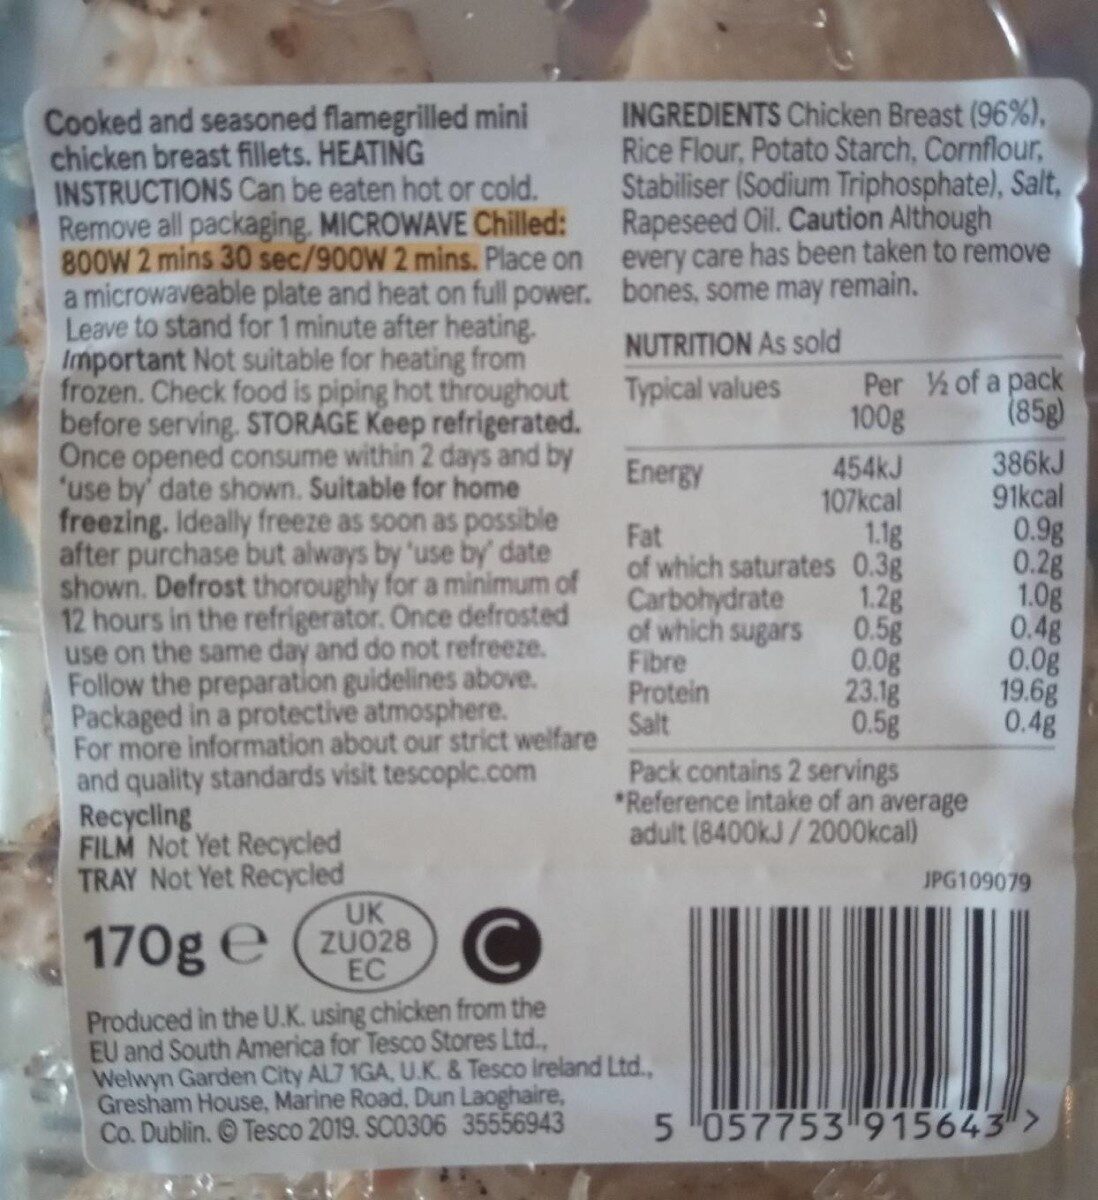 Cooked and seasoned flamegrilled mini
chicken breast fillets. HEATING
INSTRUCTIONS Can be eaten hot or cold.
Remove all packaging. MICROWAVE Chilled:
800W 2 mins 30 sec/900W 2 mins. Place on
a microwaveable plate and heat on full power.
Leave to stand for 1 minute after heating.
Important Not suitable for heating from
frozen. Check food is piping hot throughout
before serving. STORAGE Keep refrigerated.
Once opened consume within 2 days and by
'use by' date shown. Suitable for home
freezing. Ideally freeze as soon as possible
after purchase but always by 'use by' date
shown. Defrost thoroughly for a minimum of
12 hours in the refrigerator. Once defrosted
use on the same day and do not refreeze.
Follow the preparation guidelines above.
Packaged in a protective atmosphere.
For more information about our strict welfare
and quality standards visit tescoplc.com
Recycling
FILM Not Yet Recycled
TRAY Not Yet Recycled
170g e
UK
ZU028
EC
C
Produced in the U.K. using chicken from the
EU and South America for Tesco Stores Ltd.,
Welwyn Garden City AL7 1GA, U.K. & Tesco Ireland Ltd.,
Gresham House, Marine Road, Dun Laoghaire,
Co. Dublin. © Tesco 2019. SC0306 35556943
INGREDIENTS Chicken Breast (96%),
Rice Flour, Potato Starch, Cornflour,
Stabiliser (Sodium Triphosphate), Salt,
Rapeseed Oil. Caution Although
every care has been taken to remove
bones, some may remain.
NUTRITION As sold
Typical values Per 100g ½ of a pack (85g)
Energy 454kJ 386kJ
107kcal 91kcal
Fat 1.1g 0.9g
of which saturates 0.3g 0.2g
Carbohydrate 1.2g 1.0g
of which sugars 0.5g 0.4g
Fibre 0.0g 0.0g
Protein 23.1g 19.6g
Salt 0.5g 0.4g
Pack contains 2 servings
*Reference intake of an average
adult (8400kJ / 2000kcal)
JPG109079
5 057753 915643 >